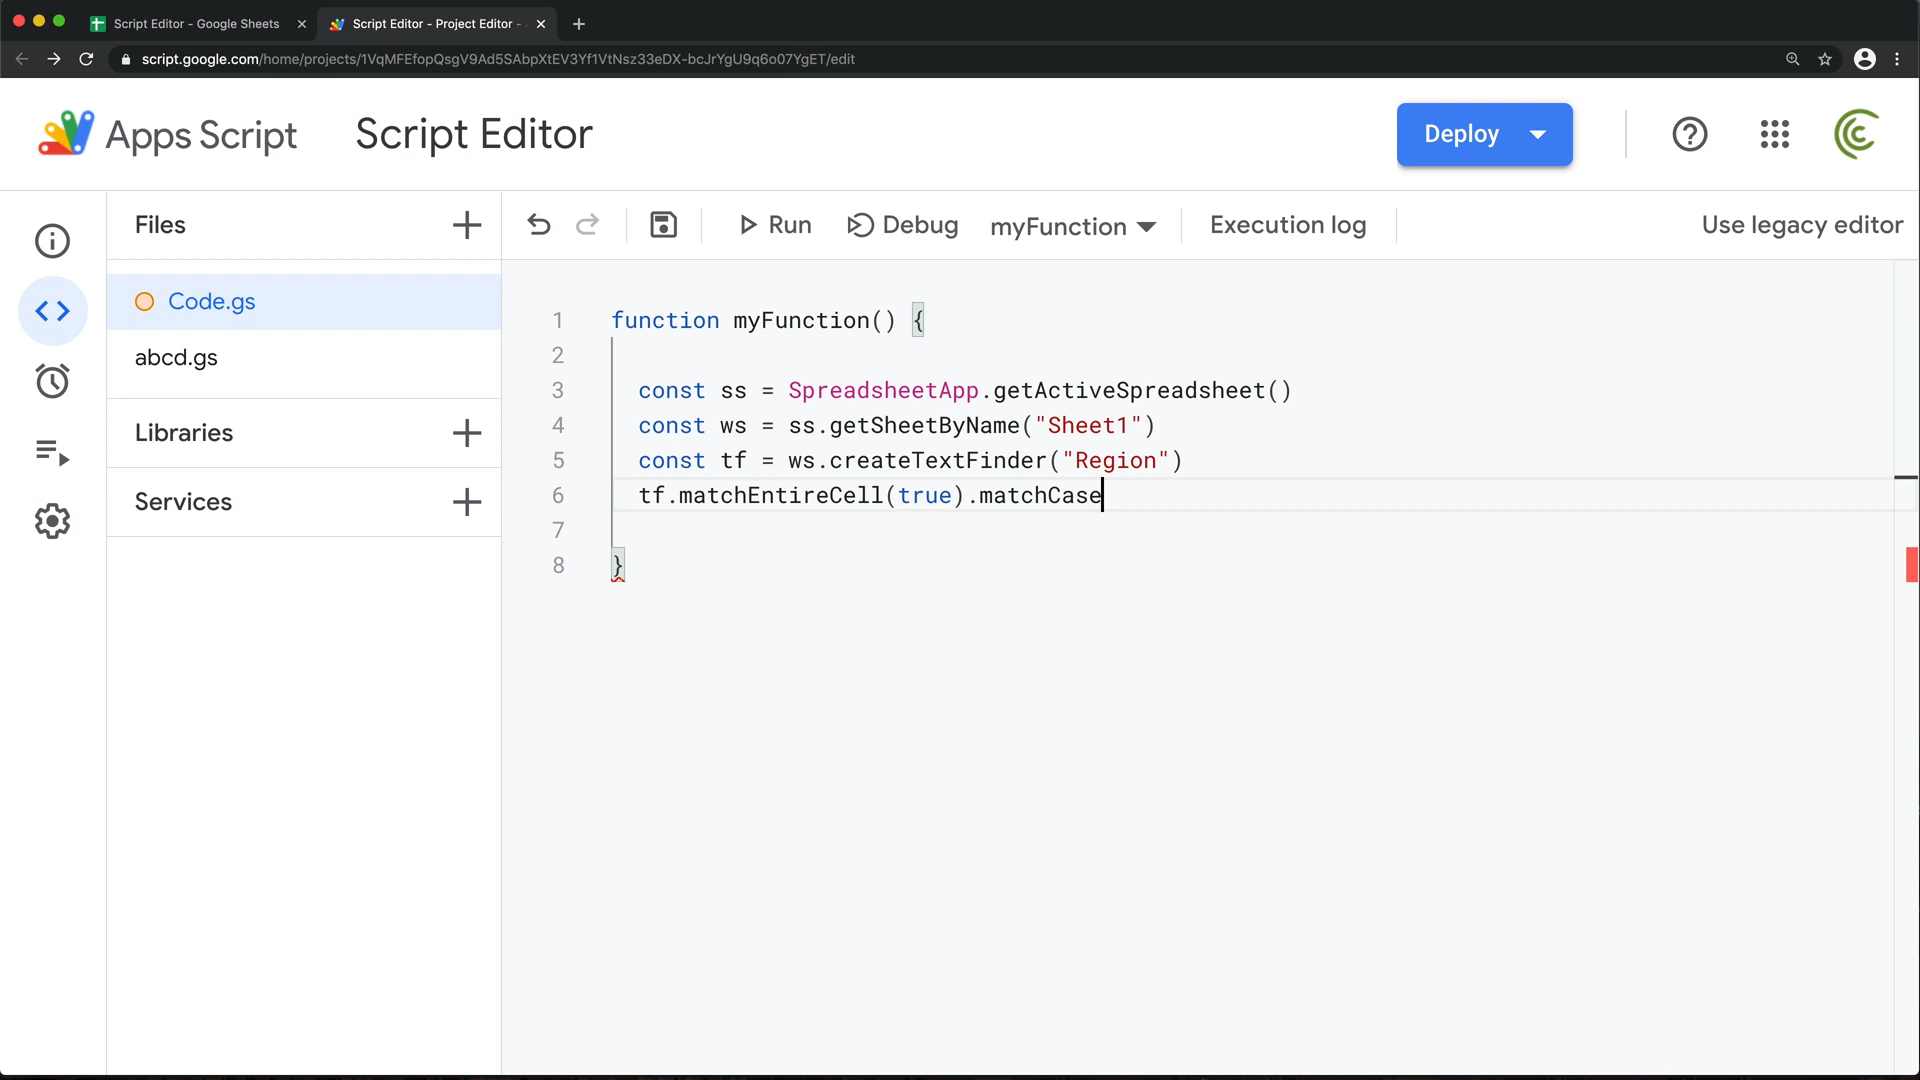 Script Editor - Google Sheets
Script Editor - Project Editor -
script.google.com/home/projects/1VqMFEfopQsgV9Ad5SAbpXtEV3Yf1VtNsz33eDX-bcJrYgU9q6o07YgET/edit
Apps Script
Script Editor
Deploy
Files
Run
Debug
myFunction
Execution log
Use legacy editor
Code.gs
abcd.gs
Libraries
Services
1 function myFunction() {
2
3 const ss = SpreadsheetApp.getActiveSpreadsheet()
4 const ws = ss.getSheetByName("Sheet1")
5 const tf = ws.createTextFinder("Region")
6 tf.matchEntireCell(true).matchCase
7
8 }